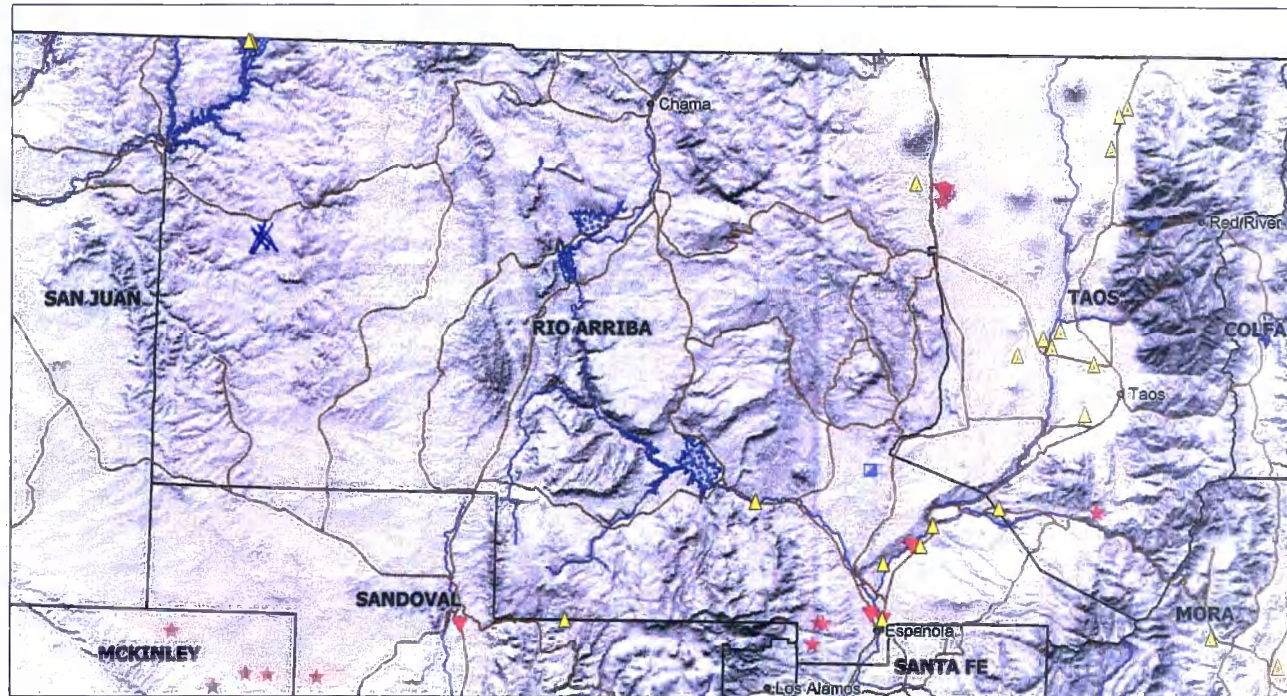 Chama
Red River
SAN JUAN
TAOS
RIO ARRIBA
COLFA
Taos
SANDOVAL
MORA
Espanola
MCKINLEY
SANTA FE
Los Alamos